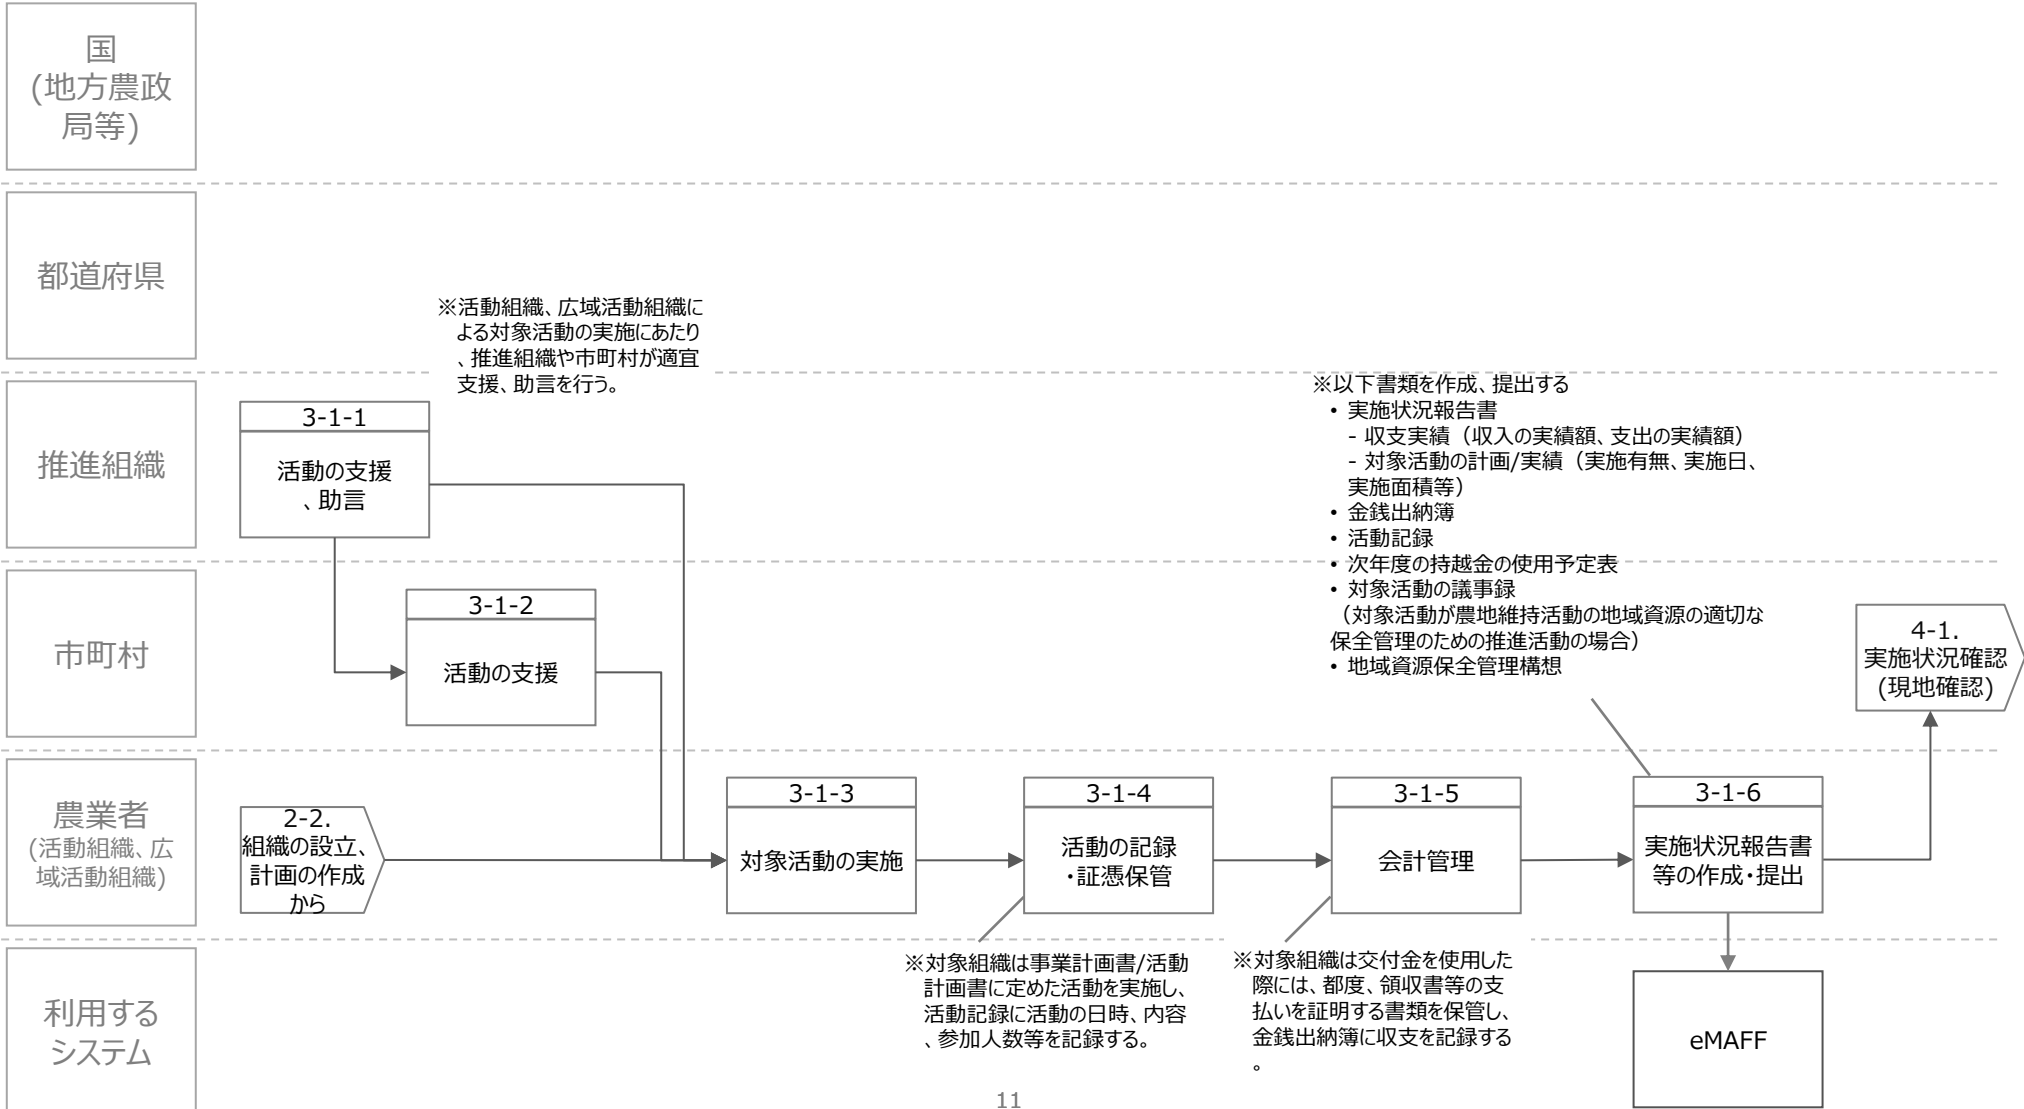 国
(地方農政
局等)
都道府県
※活動組織、広域活動組織に
よる対象活動の実施にあたり
、推進組織や市町村が適宜
支援、助言を行う。
推進組織
3-1-1
活動の支援
、助言
※以下書類を作成、提出する
• 実施状況報告書
- 収支実績（収入の実績額、支出の実績額）
- 対象活動の計画/実績（実施有無、実施日、
実施面積等）
• 金銭出納簿
• 活動記録
• 次年度の持越金の使用予定表
• 対象活動の議事録
（対象活動が農地維持活動の地域資源の適切な
保全管理のための推進活動の場合）
• 地域資源保全管理構想
市町村
3-1-2
活動の支援
4-1.
実施状況確認
(現地確認)
農業者
(活動組織、広
域活動組織)
2-2.
組織の設立、
計画の作成
から
3-1-3
対象活動の実施
3-1-4
活動の記録
・証憑保管
3-1-5
会計管理
3-1-6
実施状況報告書
等の作成・提出
※対象組織は事業計画書/活動
計画書に定めた活動を実施し、
活動記録に活動の日時、内容
、参加人数等を記録する。
※対象組織は交付金を使用した
際には、都度、領収書等の支
払いを証明する書類を保管し、
金銭出納簿に収支を記録する
。
利用する
システム
eMAFF
11